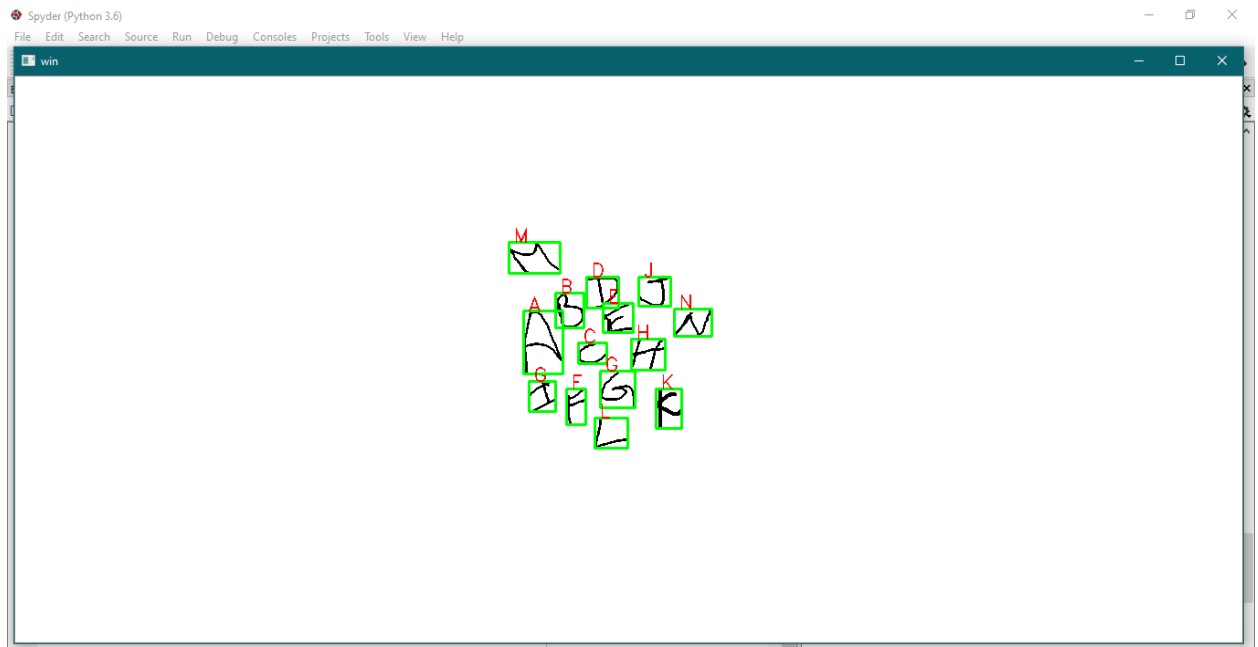 Spyder (Python 3.6)
File Edit Search Source Run Debug Consoles Projects Tools View Help
win
M
M
D J
B E N
D J
A B E N
A C H
C H
G F G K
I F G K
L
L